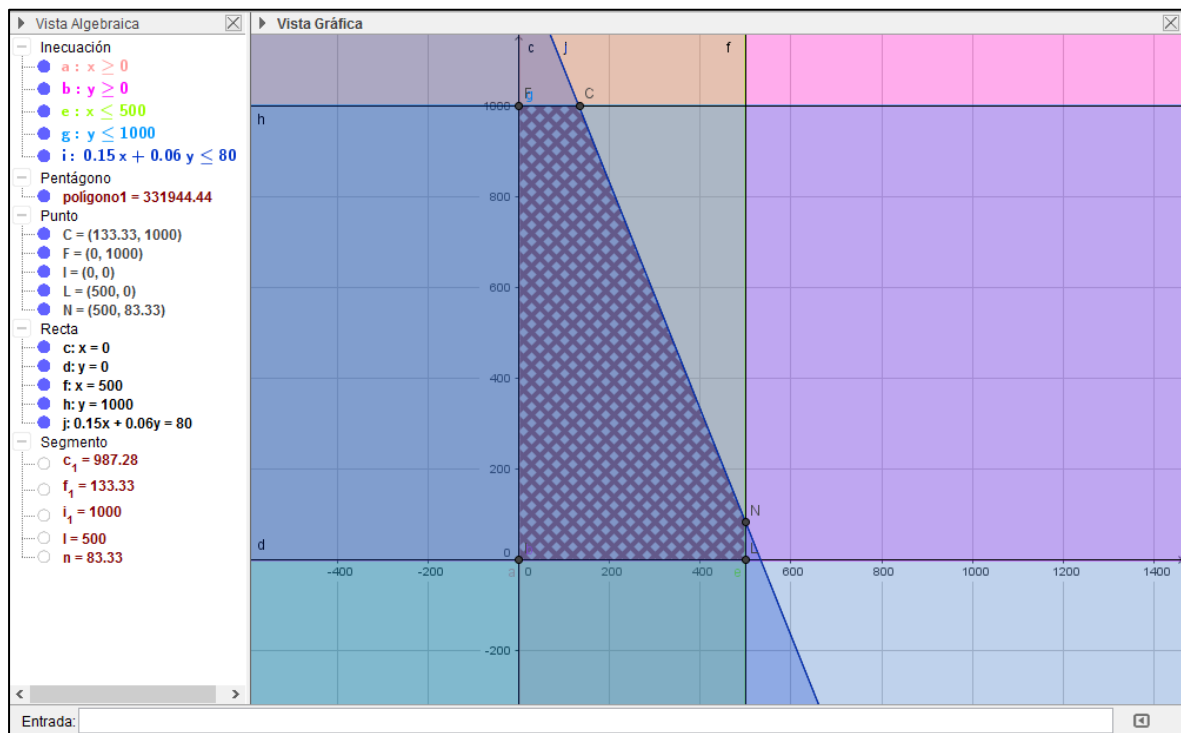 Vista Algebraica
Inecuación
a : x ≥ 0
b : y ≥ 0
e : x ≤ 500
g : y ≤ 1000
i : 0.15 x + 0.06 y ≤ 80
Pentágono
polígono1 = 331944.44
Punto
C = (133.33, 1000)
F = (0, 1000)
I = (0, 0)
L = (500, 0)
N = (500, 83.33)
Recta
c: x = 0
d: y = 0
f: x = 500
h: y = 1000
j: 0.15x + 0.06y = 80
Segmento
c₁ = 987.28
f₁ = 133.33
i₁ = 1000
l = 500
n = 83.33
Vista Gráfica
c
j
f
F
g
C
1000
h
800
600
400
200
N
d
0
L
a
0
e
-400
-200
200
400
600
800
1000
1200
1400
-200
Entrada: